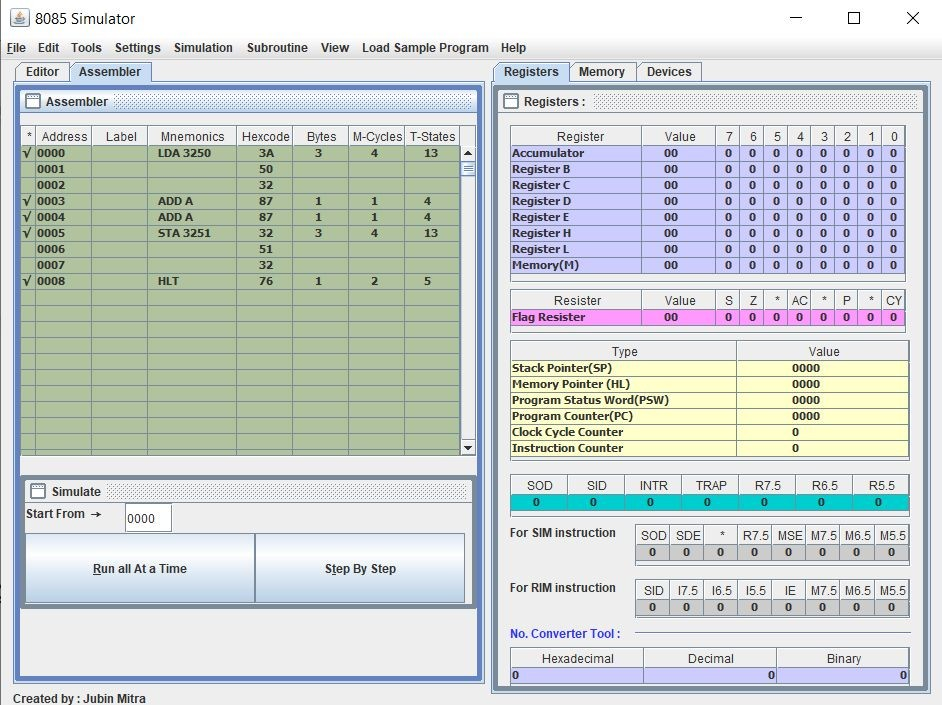 8085 Simulator
File Edit Tools Settings Simulation Subroutine View Load Sample Program Help
Editor Assembler
Assembler
* Address Label Mnemonics Hexcode Bytes M-Cycles T-States
√ 0000 LDA 3250 3A 3 4 13
0001 50
0002 32
√ 0003 ADD A 87 1 1 4
√ 0004 ADD A 87 1 1 4
√ 0005 STA 3251 32 3 4 13
0006 51
0007 32
√ 0008 HLT 76 1 2 5
Simulate
Start From → 0000
Run all At a Time Step By Step
Created by : Jubin Mitra
Registers Memory Devices
Registers :
Register Value 7 6 5 4 3 2 1 0
Accumulator 00 0 0 0 0 0 0 0 0
Register B 00 0 0 0 0 0 0 0 0
Register C 00 0 0 0 0 0 0 0 0
Register D 00 0 0 0 0 0 0 0 0
Register E 00 0 0 0 0 0 0 0 0
Register H 00 0 0 0 0 0 0 0 0
Register L 00 0 0 0 0 0 0 0 0
Memory(M) 00 0 0 0 0 0 0 0 0
Resister Value S Z * AC * P * CY
Flag Resister 00 0 0 0 0 0 0 0 0
Type Value
Stack Pointer(SP) 0000
Memory Pointer (HL) 0000
Program Status Word(PSW) 0000
Program Counter(PC) 0000
Clock Cycle Counter 0
Instruction Counter 0
SOD SID INTR TRAP R7.5 R6.5 R5.5
0 0 0 0 0 0 0
For SIM instruction SOD SDE * R7.5 MSE M7.5 M6.5 M5.5
0 0 0 0 0 0 0 0
For RIM instruction SID I7.5 I6.5 I5.5 IE M7.5 M6.5 M5.5
0 0 0 0 0 0 0 0
No. Converter Tool :
Hexadecimal Decimal Binary
0 0 0